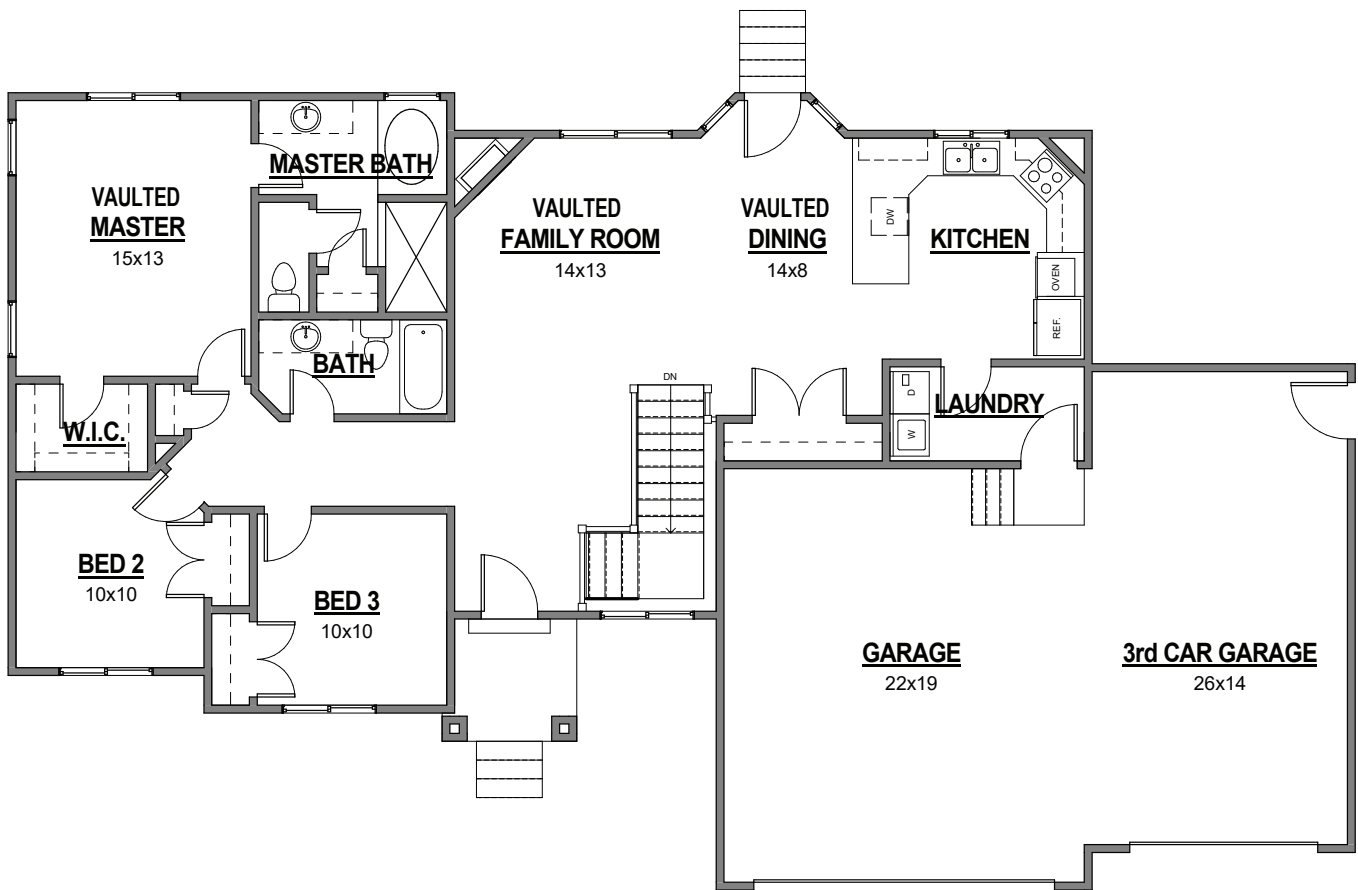 MASTER BATH
VAULTED
MASTER
15x13
VAULTED
FAMILY ROOM
14x13
VAULTED
DINING
14x8
DW
KITCHEN
OVEN
REF.
BATH
DN
D
W
LAUNDRY
W.I.C.
BED 2
10x10
BED 3
10x10
GARAGE
22x19
3rd CAR GARAGE
26x14